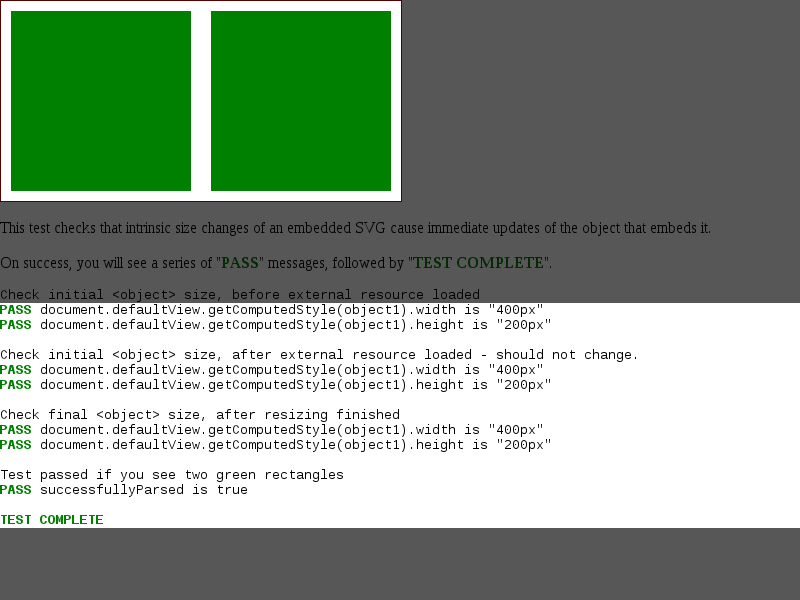 This test checks that intrinsic size changes of an embedded SVG cause immediate updates of the object that embeds it.
On success, you will see a series of "PASS" messages, followed by "TEST COMPLETE".
Check initial <object> size, before external resource loaded
PASS document.defaultView.getComputedStyle(object1).width is "400px"
PASS document.defaultView.getComputedStyle(object1).height is "200px"
Check initial <object> size, after external resource loaded - should not change.
PASS document.defaultView.getComputedStyle(object1).width is "400px"
PASS document.defaultView.getComputedStyle(object1).height is "200px"
Check final <object> size, after resizing finished
PASS document.defaultView.getComputedStyle(object1).width is "400px"
PASS document.defaultView.getComputedStyle(object1).height is "200px"
Test passed if you see two green rectangles
PASS successfullyParsed is true
TEST COMPLETE